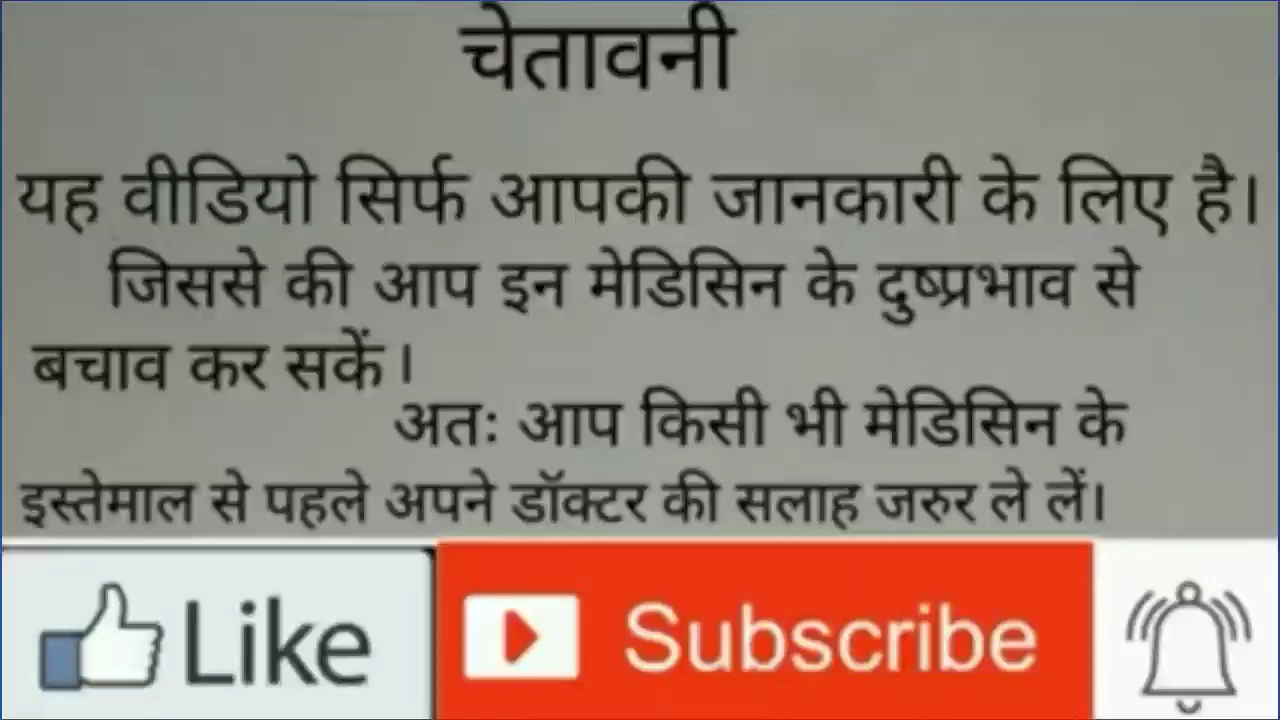 चेतावनी
यह वीडियो सिर्फ आपकी जानकारी के लिए है।
जिससे की आप इन मेडिसिन के दुष्प्रभाव से
बचाव कर सकें।
अतः आप किसी भी मेडिसिन के
इस्तेमाल से पहले अपने डॉक्टर की सलाह जरुर ले लें।
Like Subscribe